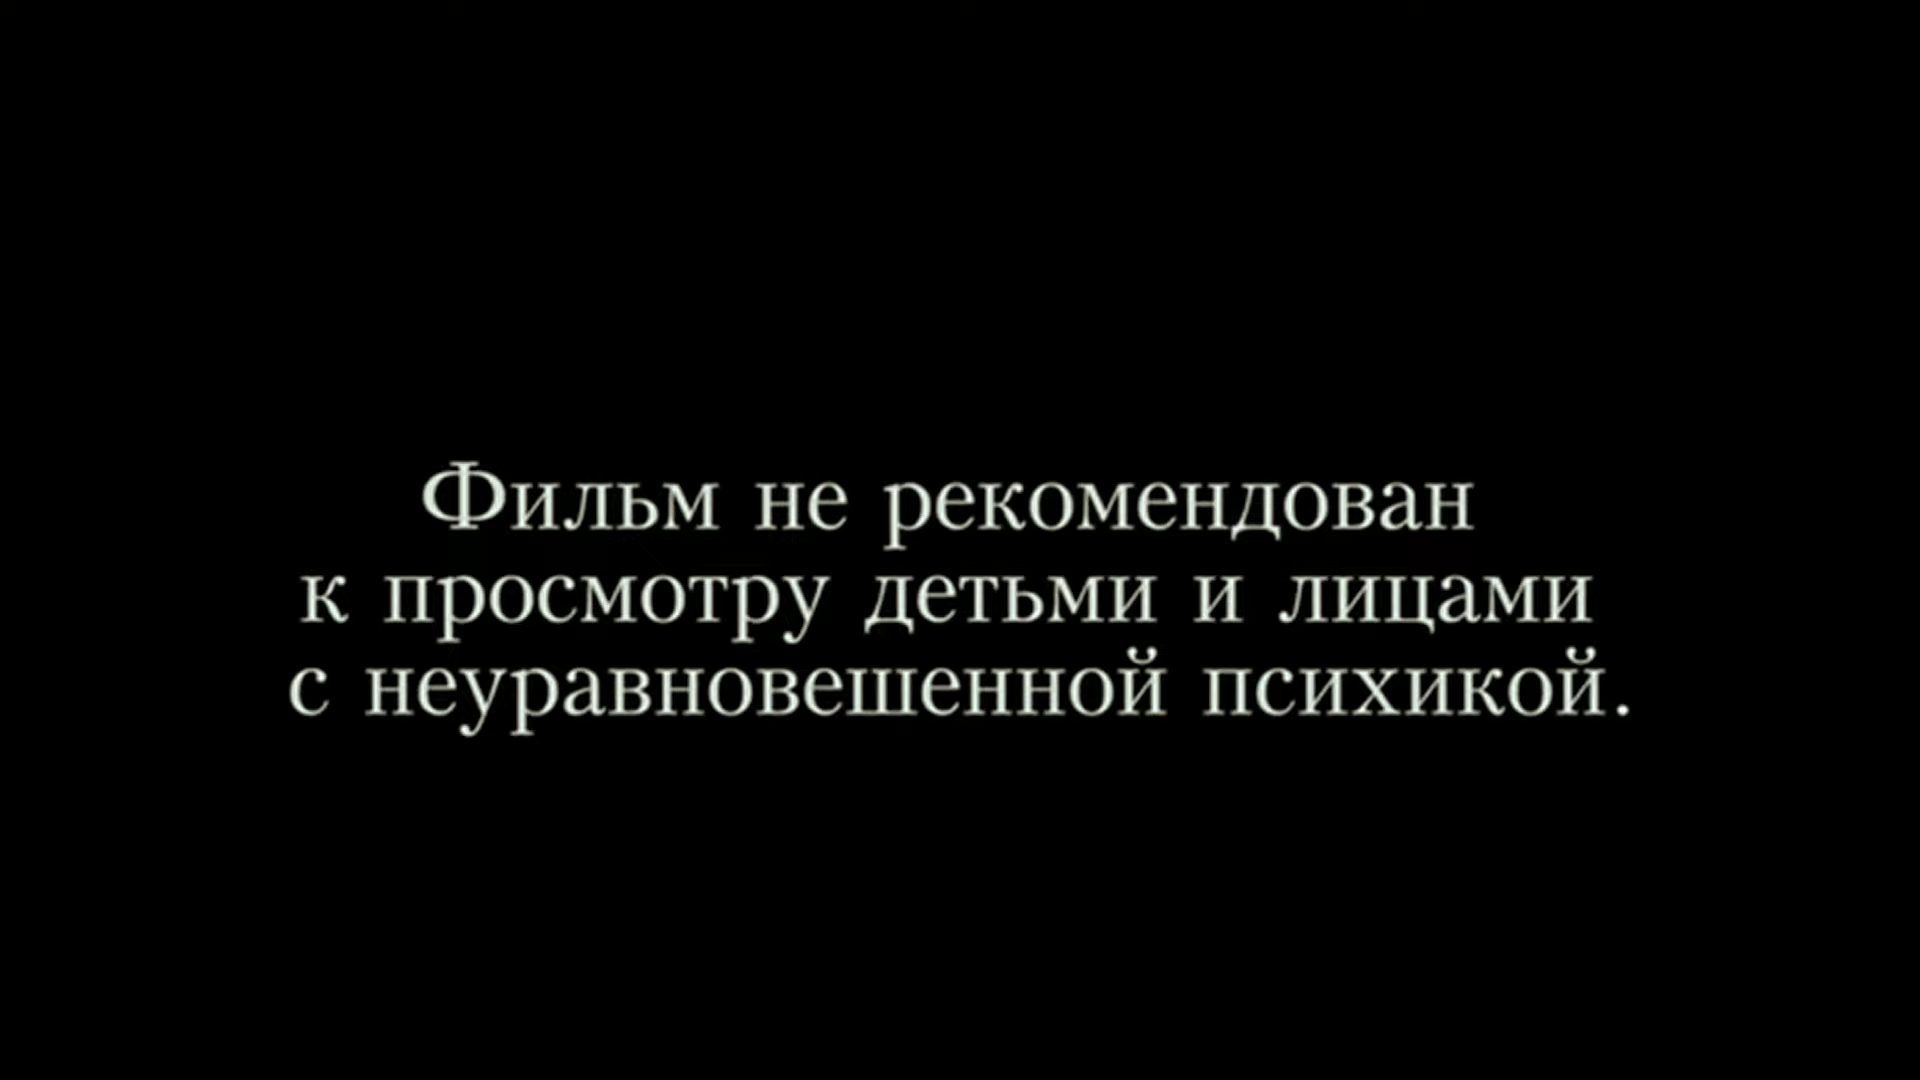 Фильм не рекомендован
к просмотру детьми и лицами
с неуравновешенной психикой.